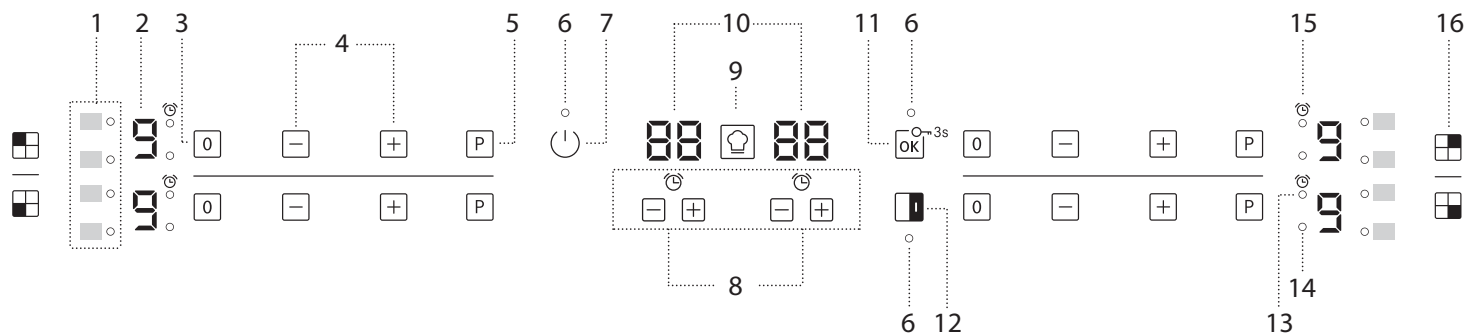 1 2 3 4 5 6 7 10 9 11 6 15 16
9 0 − + P 88 88 OK 3s 0 − + P 9
9 0 − + P − + − + 0 − + P 9
8 6 12 13 14